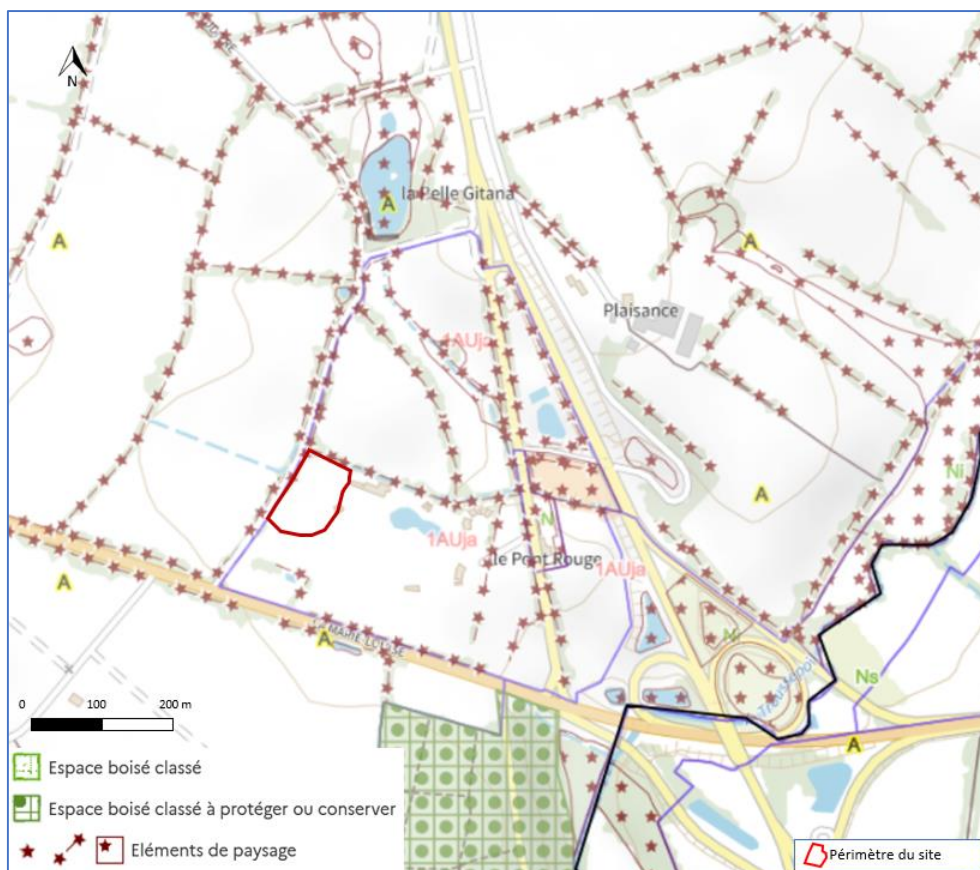 N
la Pelle Gitana
A
A
A
1AUja
Plaisance
A
Ni
N
1AUja
le Pont Rouge
1AUja
A
A
N
Ns
A
0 100 200 m
Espace boisé classé
Espace boisé classé à protéger ou conserver
Eléments de paysage
Périmètre du site